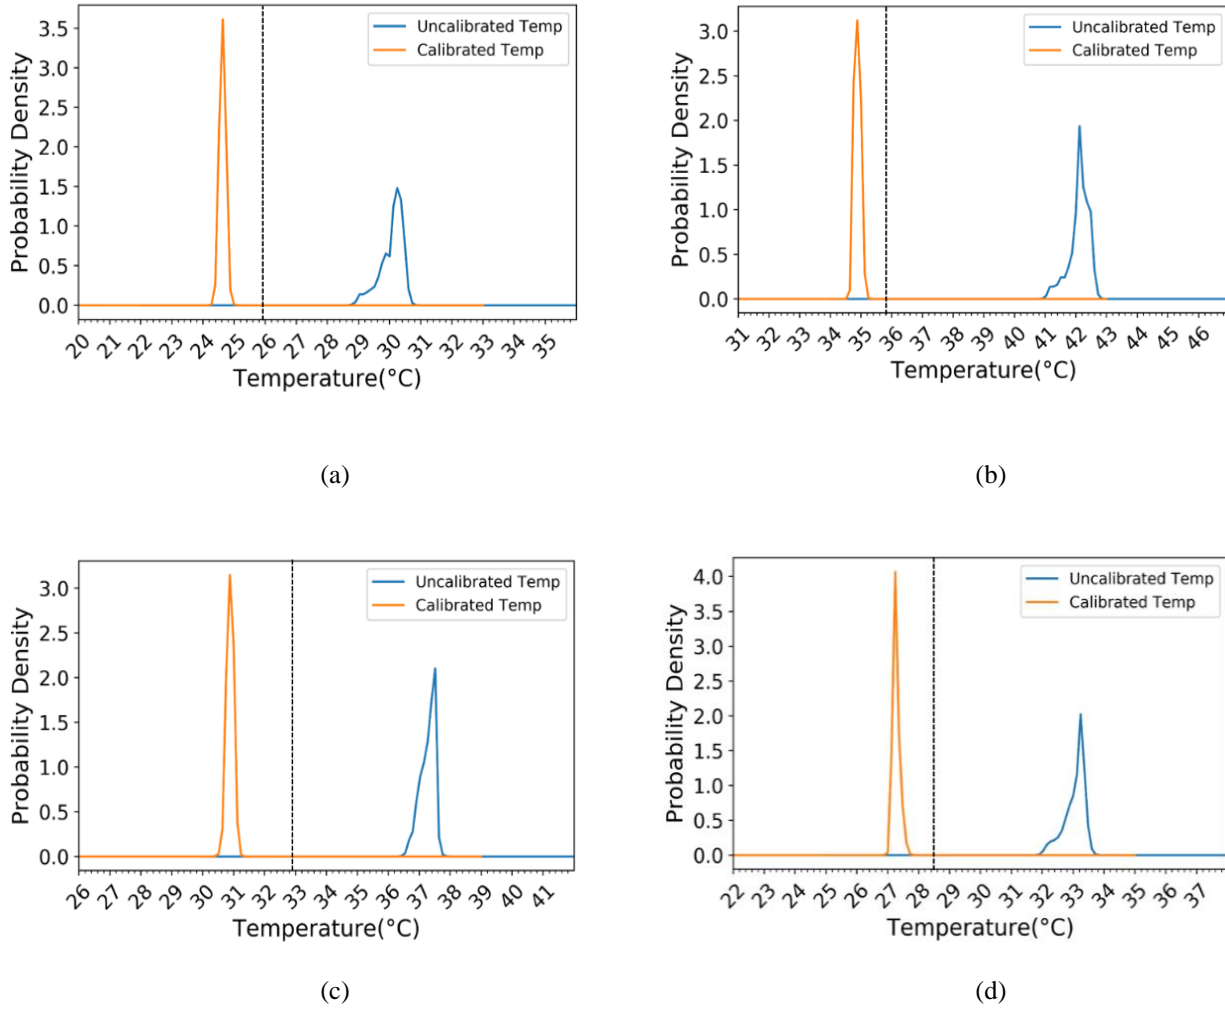 Probability Density
3.5
3.0
2.5
2.0
1.5
1.0
0.5
0.0
Uncalibrated Temp
Calibrated Temp
20 21 22 23 24 25 26 27 28 29 30 31 32 33 34 35
Temperature(°C)
(a)
Probability Density
3.0
2.5
2.0
1.5
1.0
0.5
0.0
Uncalibrated Temp
Calibrated Temp
31 32 33 34 35 36 37 38 39 40 41 42 43 44 45 46
Temperature(°C)
(b)
Probability Density
3.0
2.5
2.0
1.5
1.0
0.5
0.0
Uncalibrated Temp
Calibrated Temp
26 27 28 29 30 31 32 33 34 35 36 37 38 39 40 41
Temperature(°C)
(c)
Probability Density
4.0
3.5
3.0
2.5
2.0
1.5
1.0
0.5
0.0
Uncalibrated Temp
Calibrated Temp
22 23 24 25 26 27 28 29 30 31 32 33 34 35 36 37
Temperature(°C)
(d)